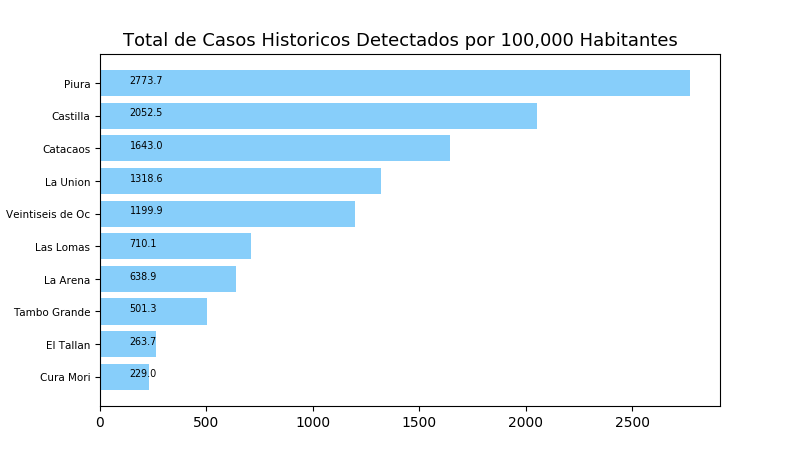 Total de Casos Historicos Detectados por 100,000 Habitantes
Piura 2773.7
Castilla 2052.5
Catacaos 1643.0
La Union 1318.6
Veintiseis de Oc 1199.9
Las Lomas 710.1
La Arena 638.9
Tambo Grande 501.3
El Tallan 263.7
Cura Mori 229.0
0 500 1000 1500 2000 2500